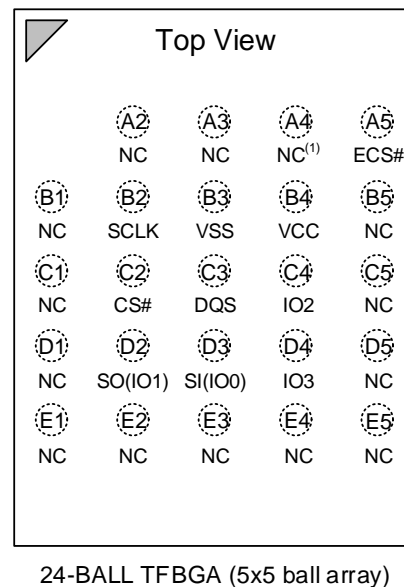 Top View
A2 A3 A4 A5
NC NC NC(1) ECS#
B1 B2 B3 B4 B5
NC SCLK VSS VCC NC
C1 C2 C3 C4 C5
NC CS# DQS IO2 NC
D1 D2 D3 D4 D5
NC SO(IO1) SI(IO0) IO3 NC
E1 E2 E3 E4 E5
NC NC NC NC NC
24-BALL TFBGA (5x5 ball array)